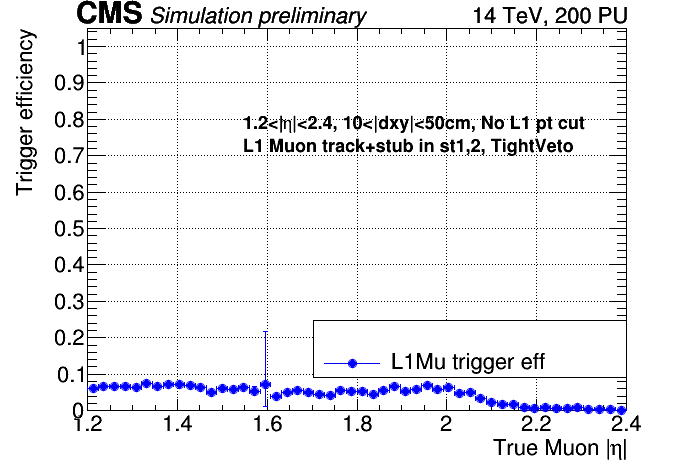 CMS Simulation preliminary 14 TeV, 200 PU
Trigger efficiency
1
0.9
0.8
1.2<|η|<2.4, 10<|dxy|<50cm, No L1 pt cut
L1 Muon track+stub in st1,2, TightVeto
0.7
0.6
0.5
0.4
0.3
0.2
L1Mu trigger eff
0.1
0
1.2 1.4 1.6 1.8 2 2.2 2.4
True Muon |η|